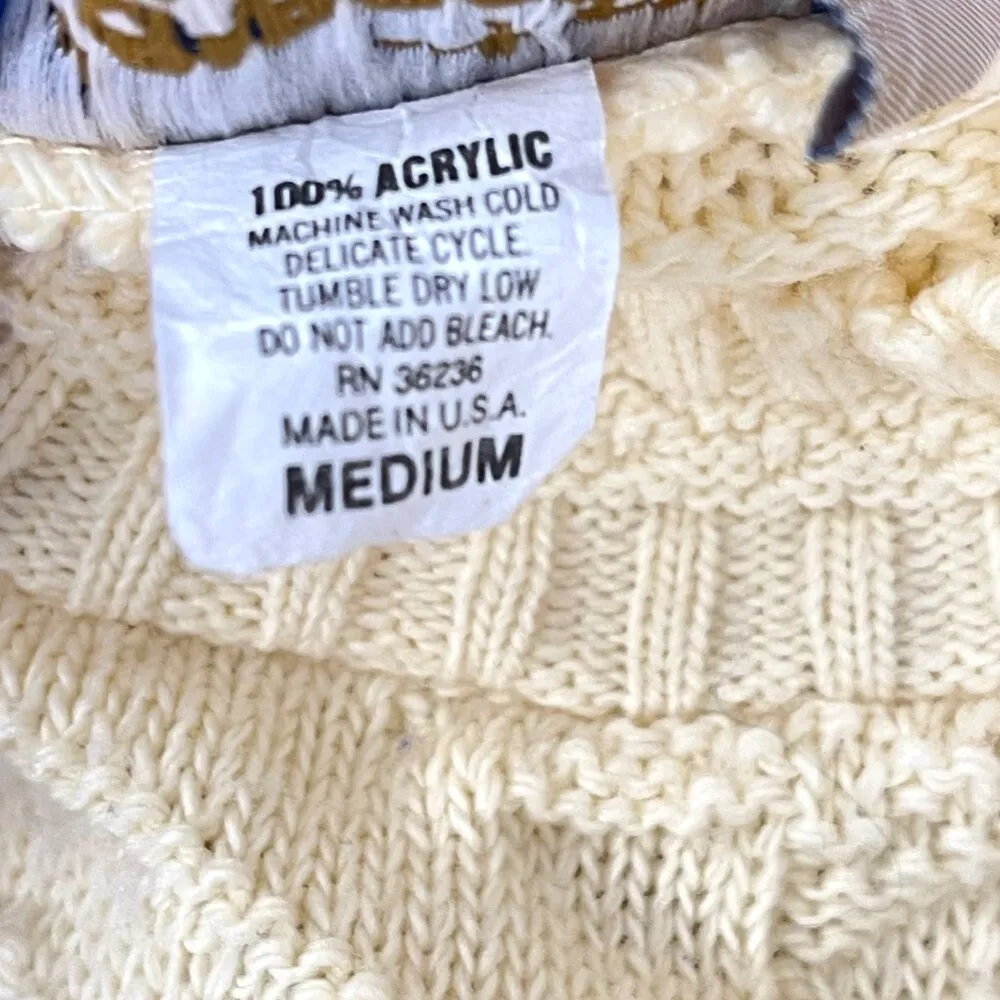 100% ACRYLIC
MACHINE WASH COLD
DELICATE CYCLE.
TUMBLE DRY LOW
DO NOT ADD BLEACH.
RN 36236
MADE IN U.S.A.
MEDIUM